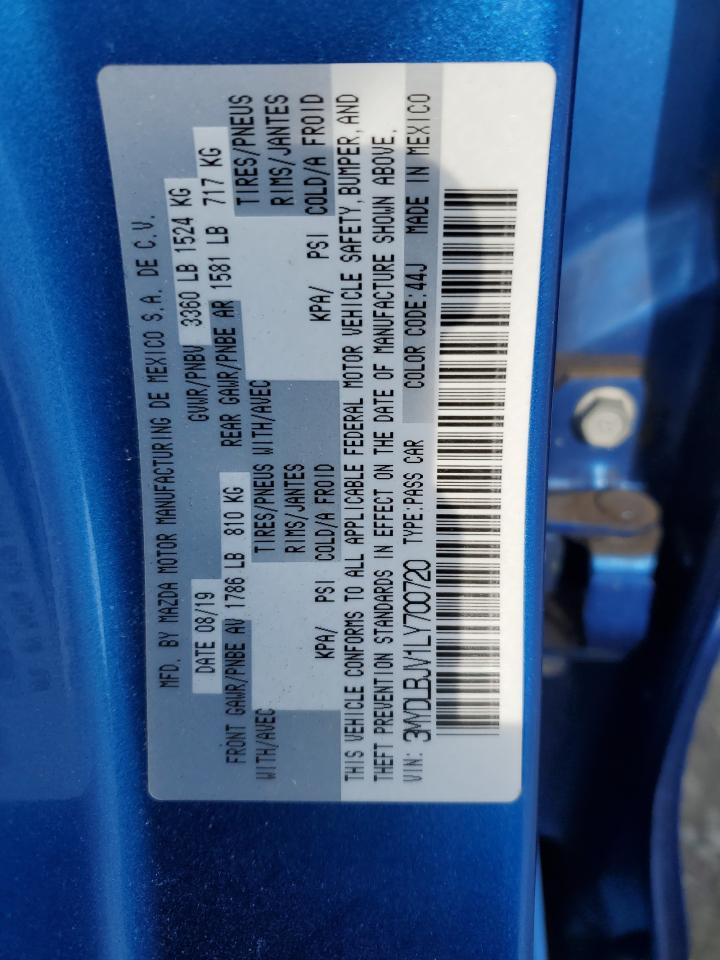 MFD. BY MAZDA MOTOR MANUFACTURING DE MEXICO S.A. DE C.V.
DATE 08/19 GVWR/PNBV 3360 LB 1524 KG
FRONT GAWR/PNBE AV 1786 LB 810 KG REAR GAWR/PNBE AR 1581 LB 717 KG
WITH/AVEC TIRES/PNEUS WITH/AVEC TIRES/PNEUS
RIMS/JANTES RIMS/JANTES
KPA/ PSI COLD/A FROID KPA/ PSI COLD/A FROID
THIS VEHICLE CONFORMS TO ALL APPLICABLE FEDERAL MOTOR VEHICLE SAFETY, BUMPER, AND
THEFT PREVENTION STANDARDS IN EFFECT ON THE DATE OF MANUFACTURE SHOWN ABOVE.
VIN: 3MYDLBJV1LY700720 TYPE:PASS CAR COLOR CODE:44J MADE IN MEXICO